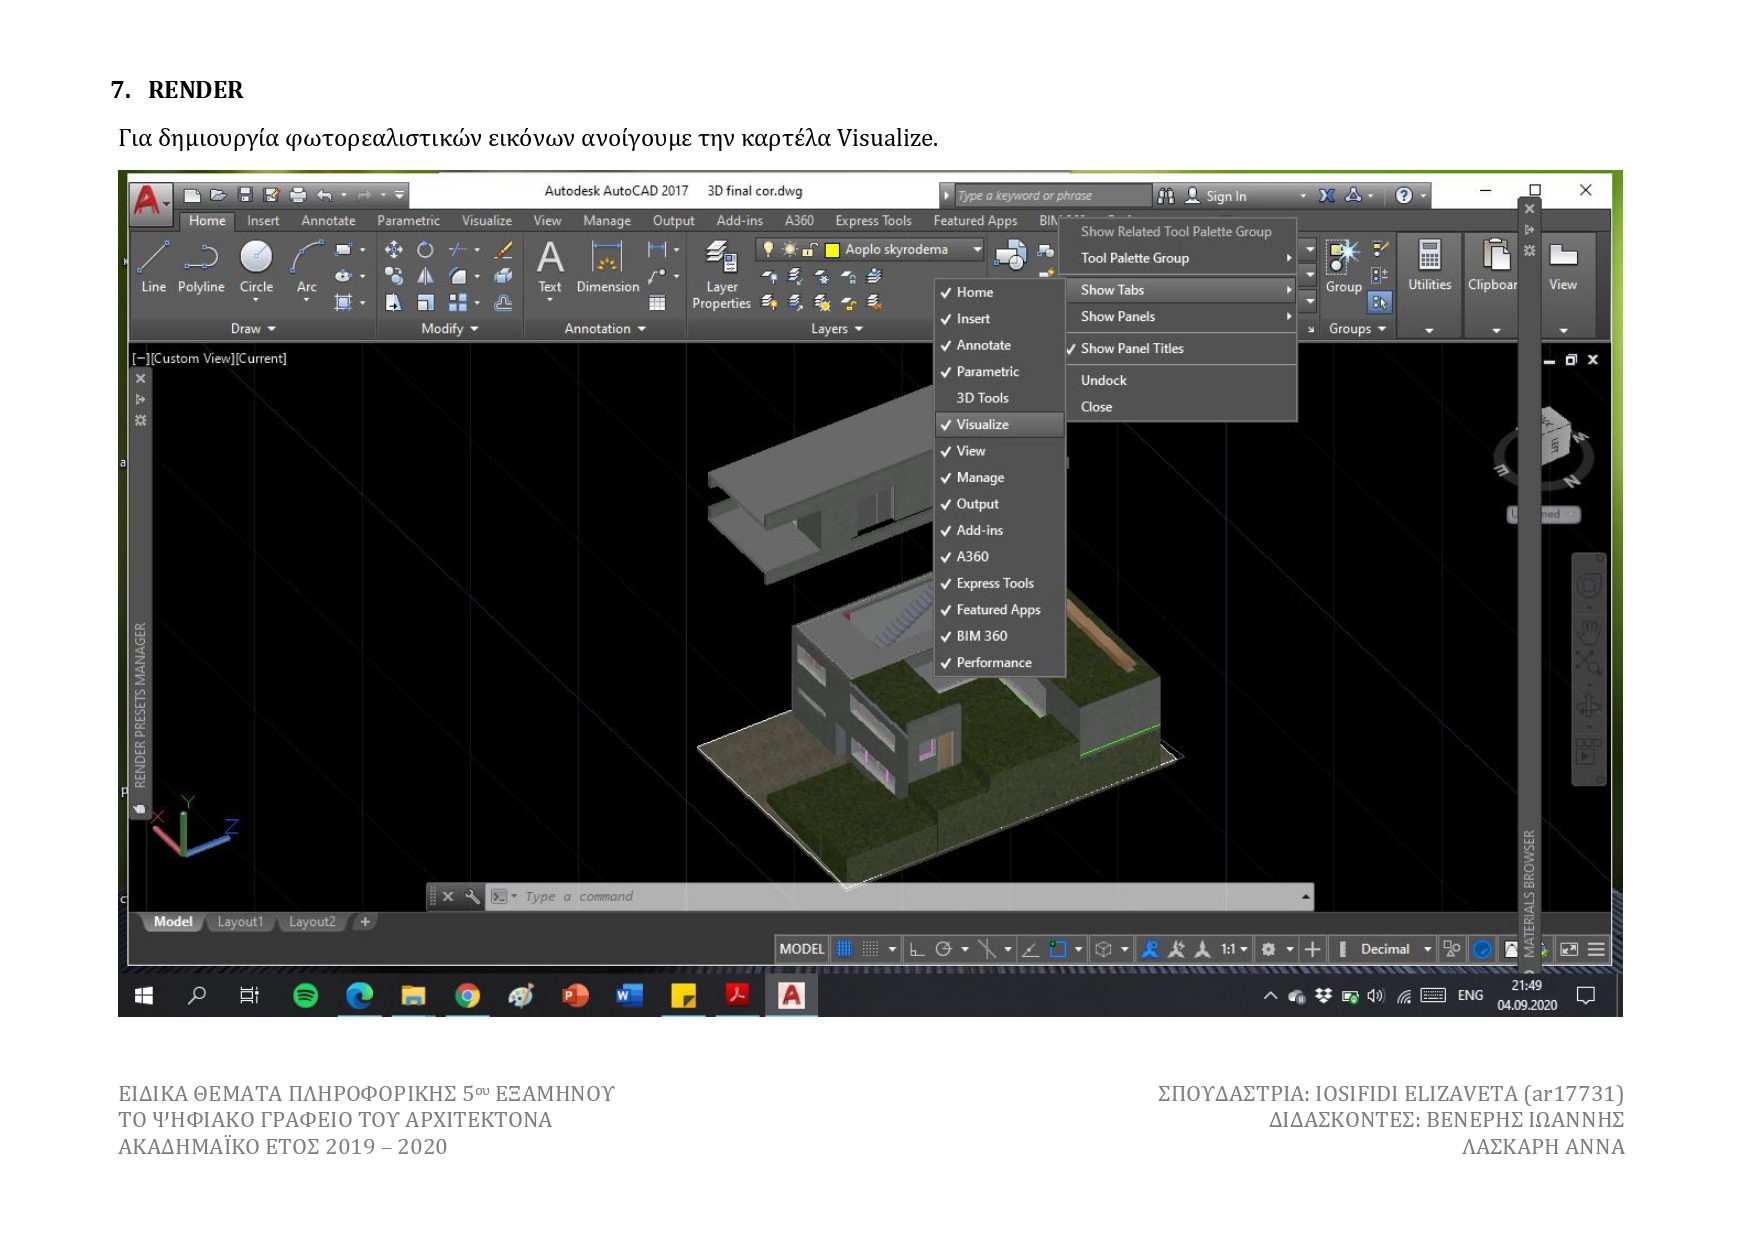 7. RENDER
Για δημιουργία φωτορεαλιστικών εικόνων ανοίγουμε την καρτέλα Visualize.
Autodesk AutoCAD 2017 3D final cor.dwg
Type a keyword or phrase
Sign In
Home Insert Annotate Parametric Visualize View Manage Output Add-ins A360 Express Tools Featured Apps
Line Polyline Circle Arc
Text Dimension
Layer
Properties
Aoplo skyrodema
Group
Utilities
Clipboar
View
Draw Modify Annotation Layers Groups
Show Related Tool Palette Group
Tool Palette Group
Show Tabs
Show Panels
Show Panel Titles
Undock
Close
Home
Insert
Annotate
Parametric
3D Tools
Visualize
View
Manage
Output
Add-ins
A360
Express Tools
Featured Apps
BIM 360
Performance
[−][Custom View][Current]
RENDER PRESETS MANAGER
MATERIALS BROWSER
X Y Z
Type a command
Model Layout1 Layout2 +
MODEL 1:1 Decimal
ENG
21:49
04.09.2020
ΕΙΔΙΚΑ ΘΕΜΑΤΑ ΠΛΗΡΟΦΟΡΙΚΗΣ 5ου ΕΞΑΜΗΝΟΥ
ΤΟ ΨΗΦΙΑΚΟ ΓΡΑΦΕΙΟ ΤΟΥ ΑΡΧΙΤΕΚΤΟΝΑ
ΑΚΑΔΗΜΑΪΚΟ ΕΤΟΣ 2019 – 2020
ΣΠΟΥΔΑΣΤΡΙΑ: IOSIFIDI ELIZAVETA (ar17731)
ΔΙΔΑΣΚΟΝΤΕΣ: ΒΕΝΕΡΗΣ ΙΩΑΝΝΗΣ
ΛΑΣΚΑΡΗ ΑΝΝΑ